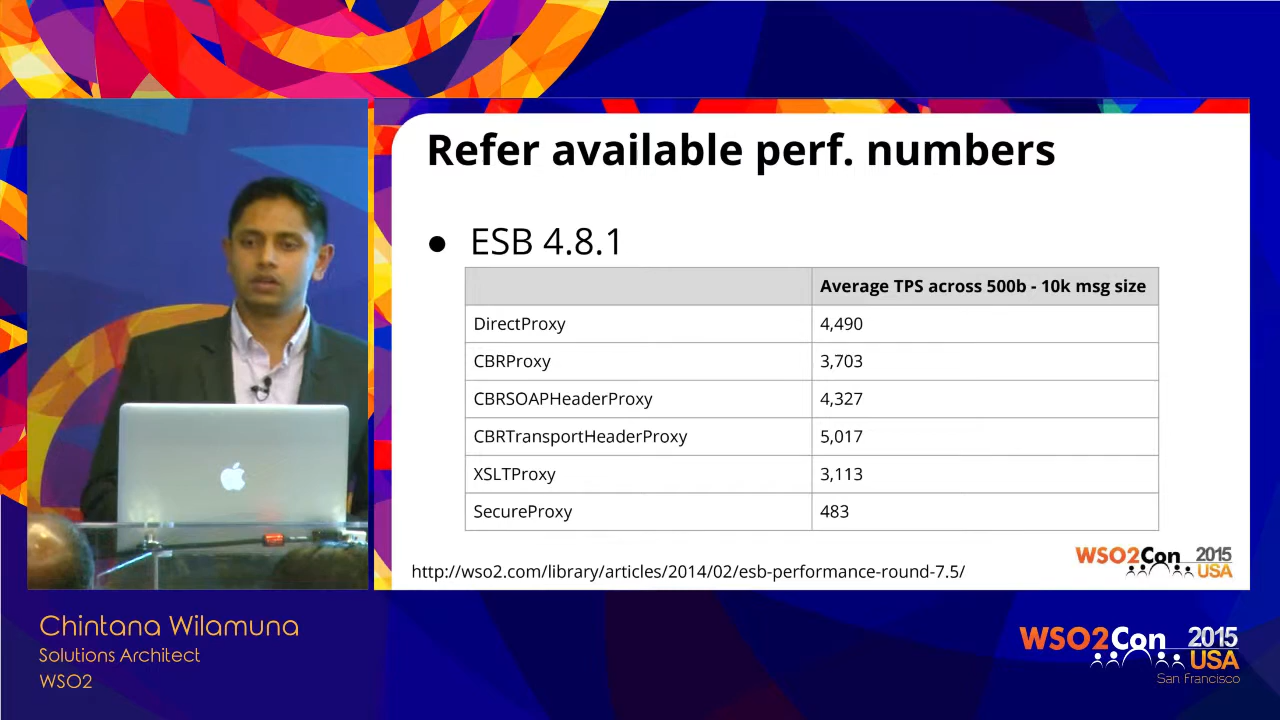 Refer available perf. numbers
● ESB 4.8.1
Average TPS across 500b - 10k msg size
DirectProxy 4,490
CBRProxy 3,703
CBRSOAPHeaderProxy 4,327
CBRTransportHeaderProxy 5,017
XSLTProxy 3,113
SecureProxy 483
http://wso2.com/library/articles/2014/02/esb-performance-round-7.5/
WSO2Con 2015
USA
Chintana Wilamuna
Solutions Architect
WSO2
WSO2Con 2015
USA
San Francisco